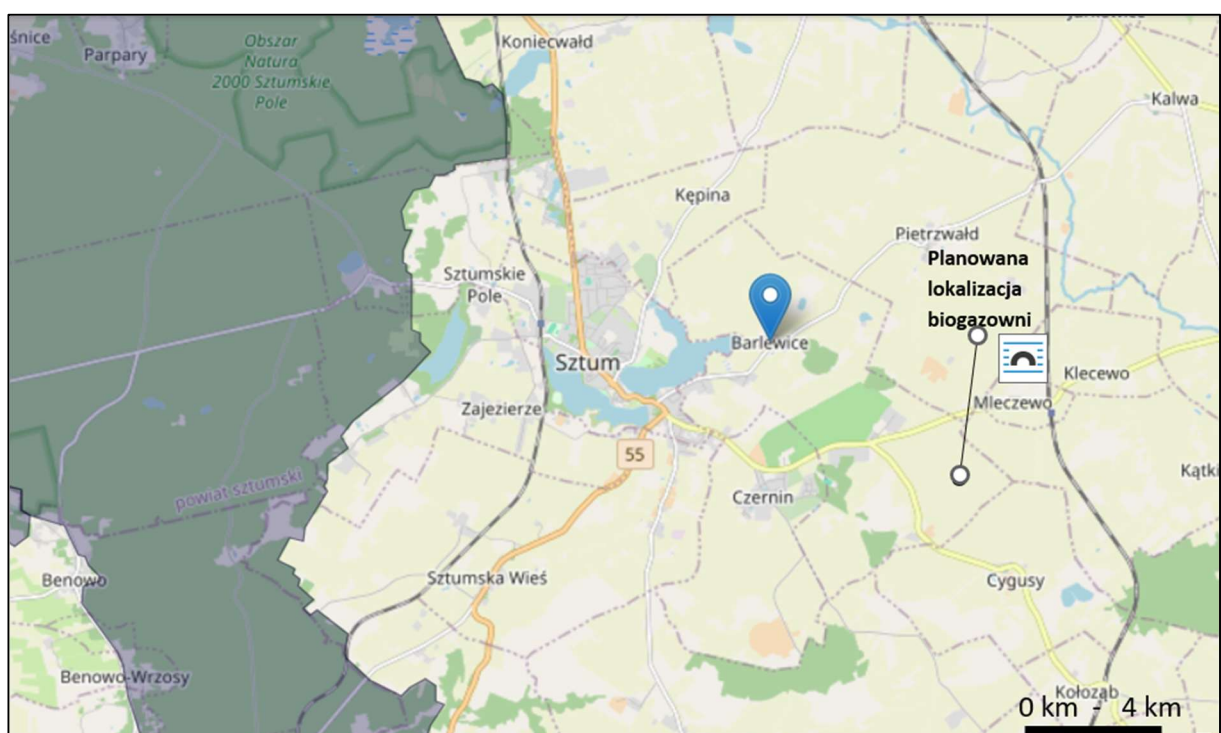 śnice
Parpary
Obszar
Natura
2000 Sztumskie
Pole
Koniecwałd
Kalwa
Kępina
Pietrzwałd
Planowana
lokalizacja
biogazowni
Sztumskie
Pole
Barlewice
Sztum
Klecewo
Mleczewo
Zajezierze
55
Kątki
powiat sztumski
Czernin
Benowo
Sztumska Wieś
Cygusy
Benowo-Wrzosy
Kołoząb
0 km - 4 km